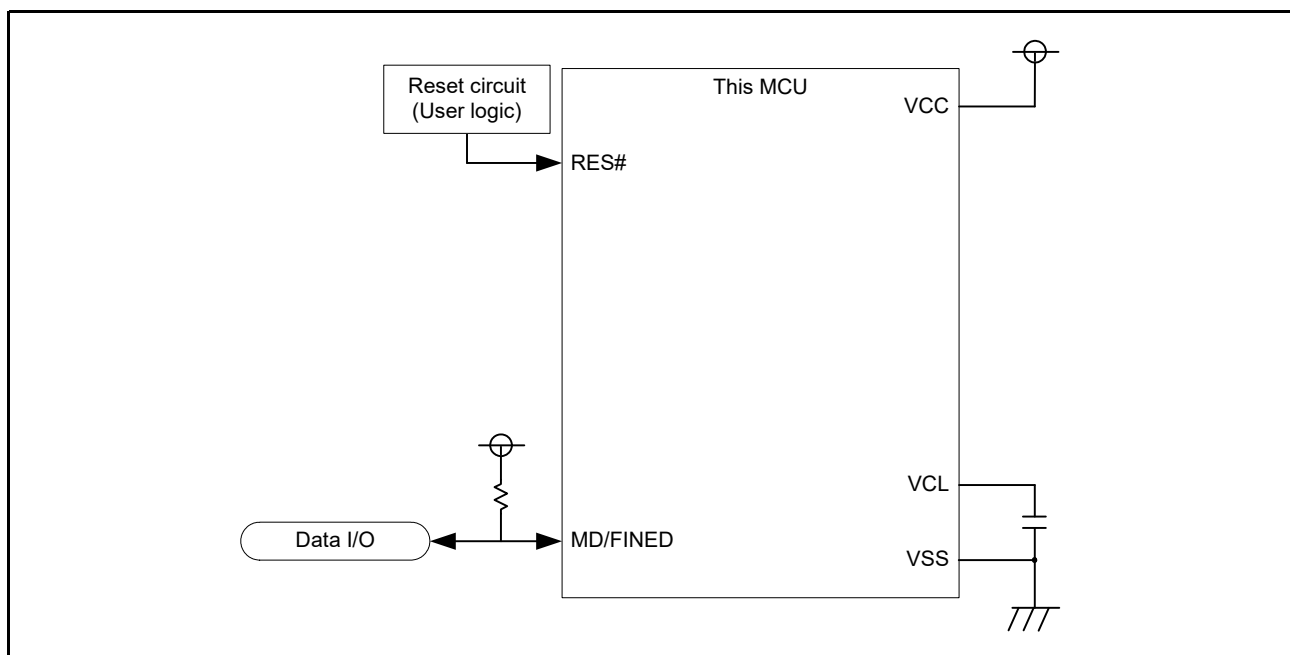 Reset circuit
(User logic)
This MCU
VCC
RES#
VCL
Data I/O
MD/FINED
VSS